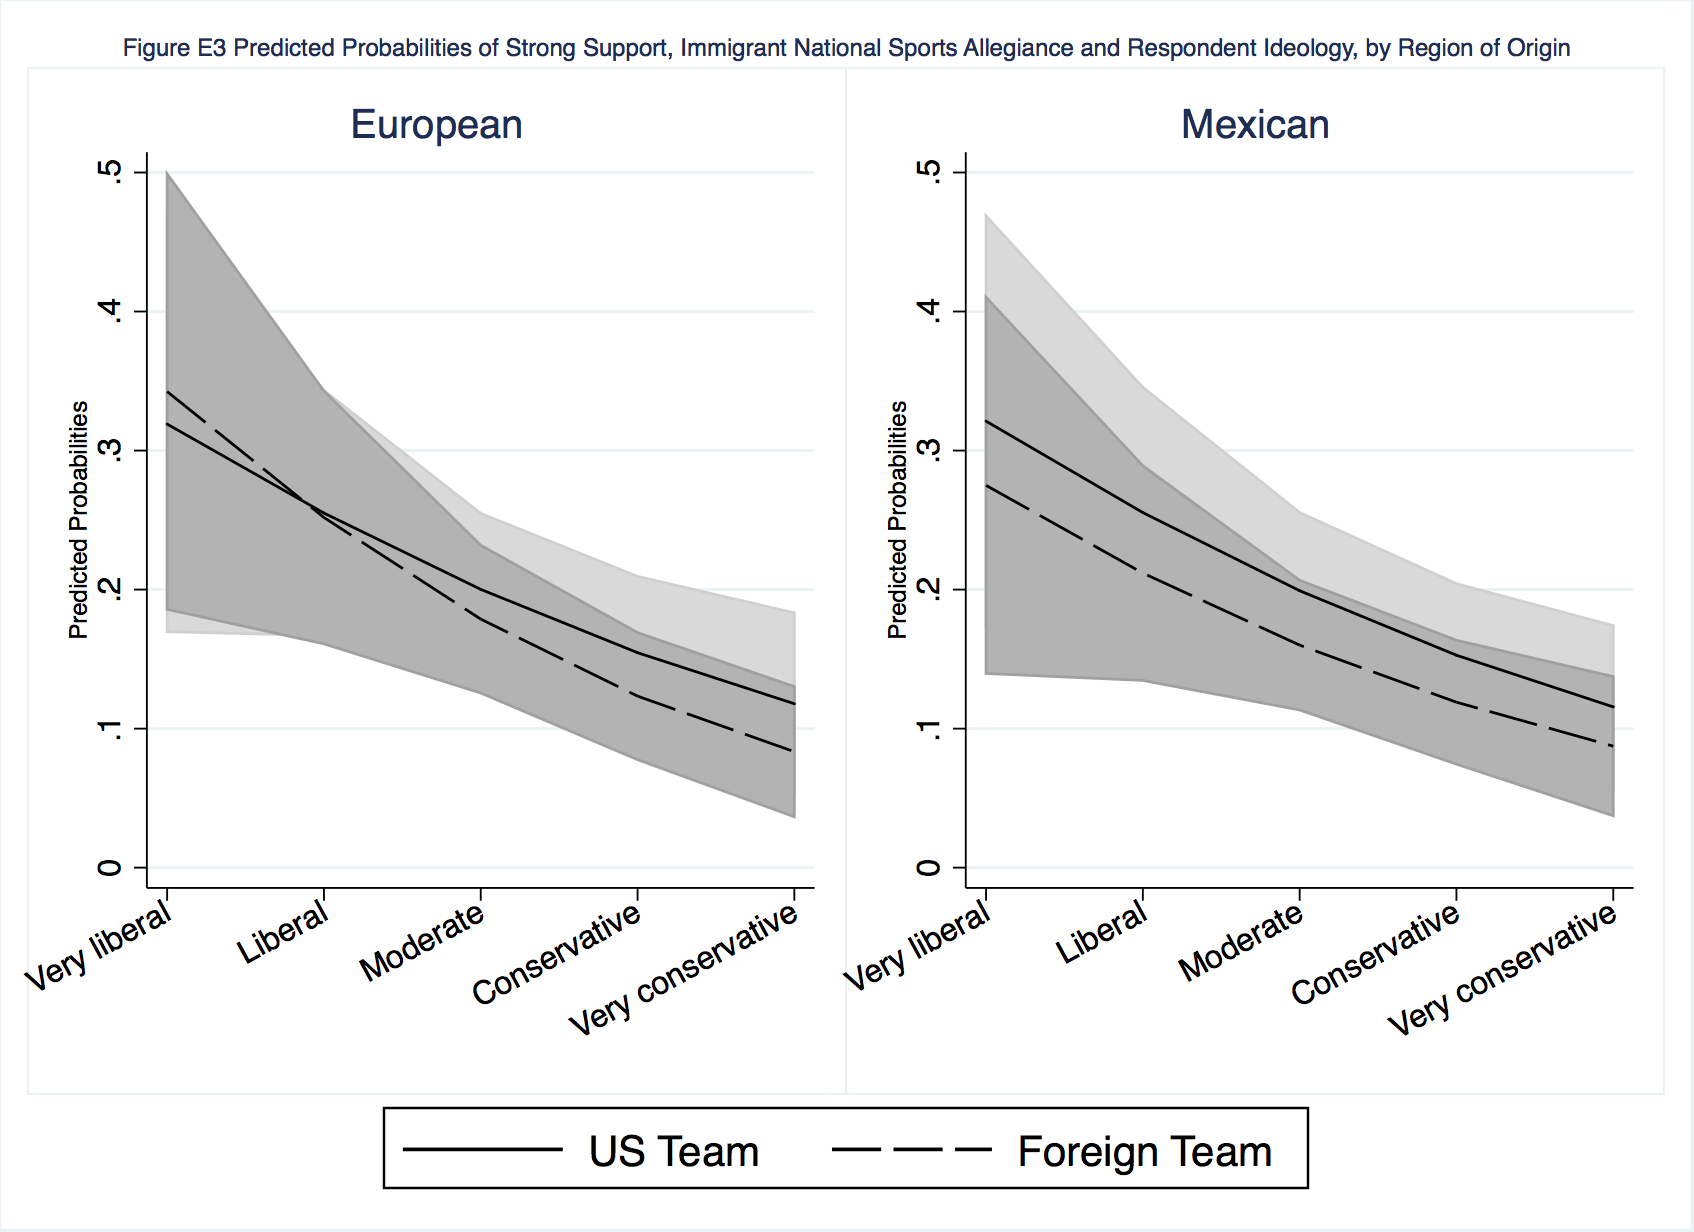 Figure E3 Predicted Probabilities of Strong Support, Immigrant National Sports Allegiance and Respondent Ideology, by Region of Origin
European
Predicted Probabilities
.5
.4
.3
.2
.1
0
Very liberal
Liberal
Moderate
Conservative
Very conservative
Mexican
Predicted Probabilities
.5
.4
.3
.2
.1
0
Very liberal
Liberal
Moderate
Conservative
Very conservative
US Team
Foreign Team